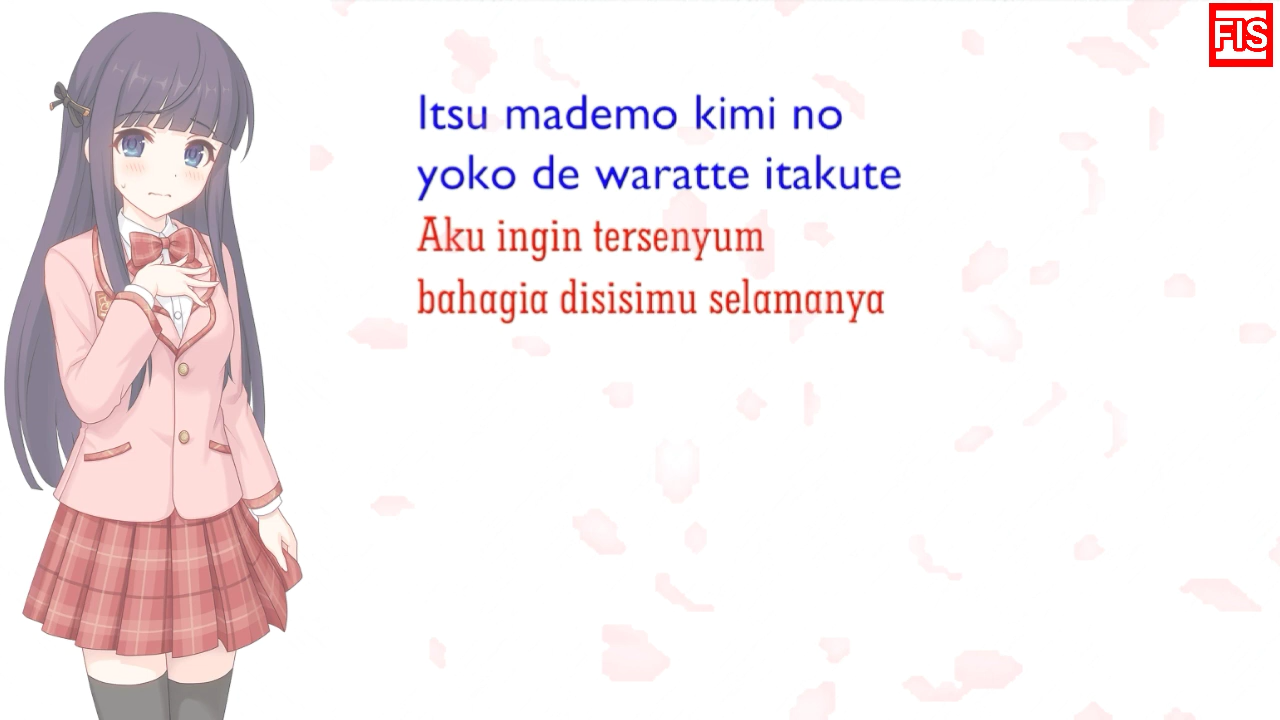 FIS
Itsu mademo kimi no
yoko de waratte itakute
Aku ingin tersenyum
bahagia disisimu selamanya